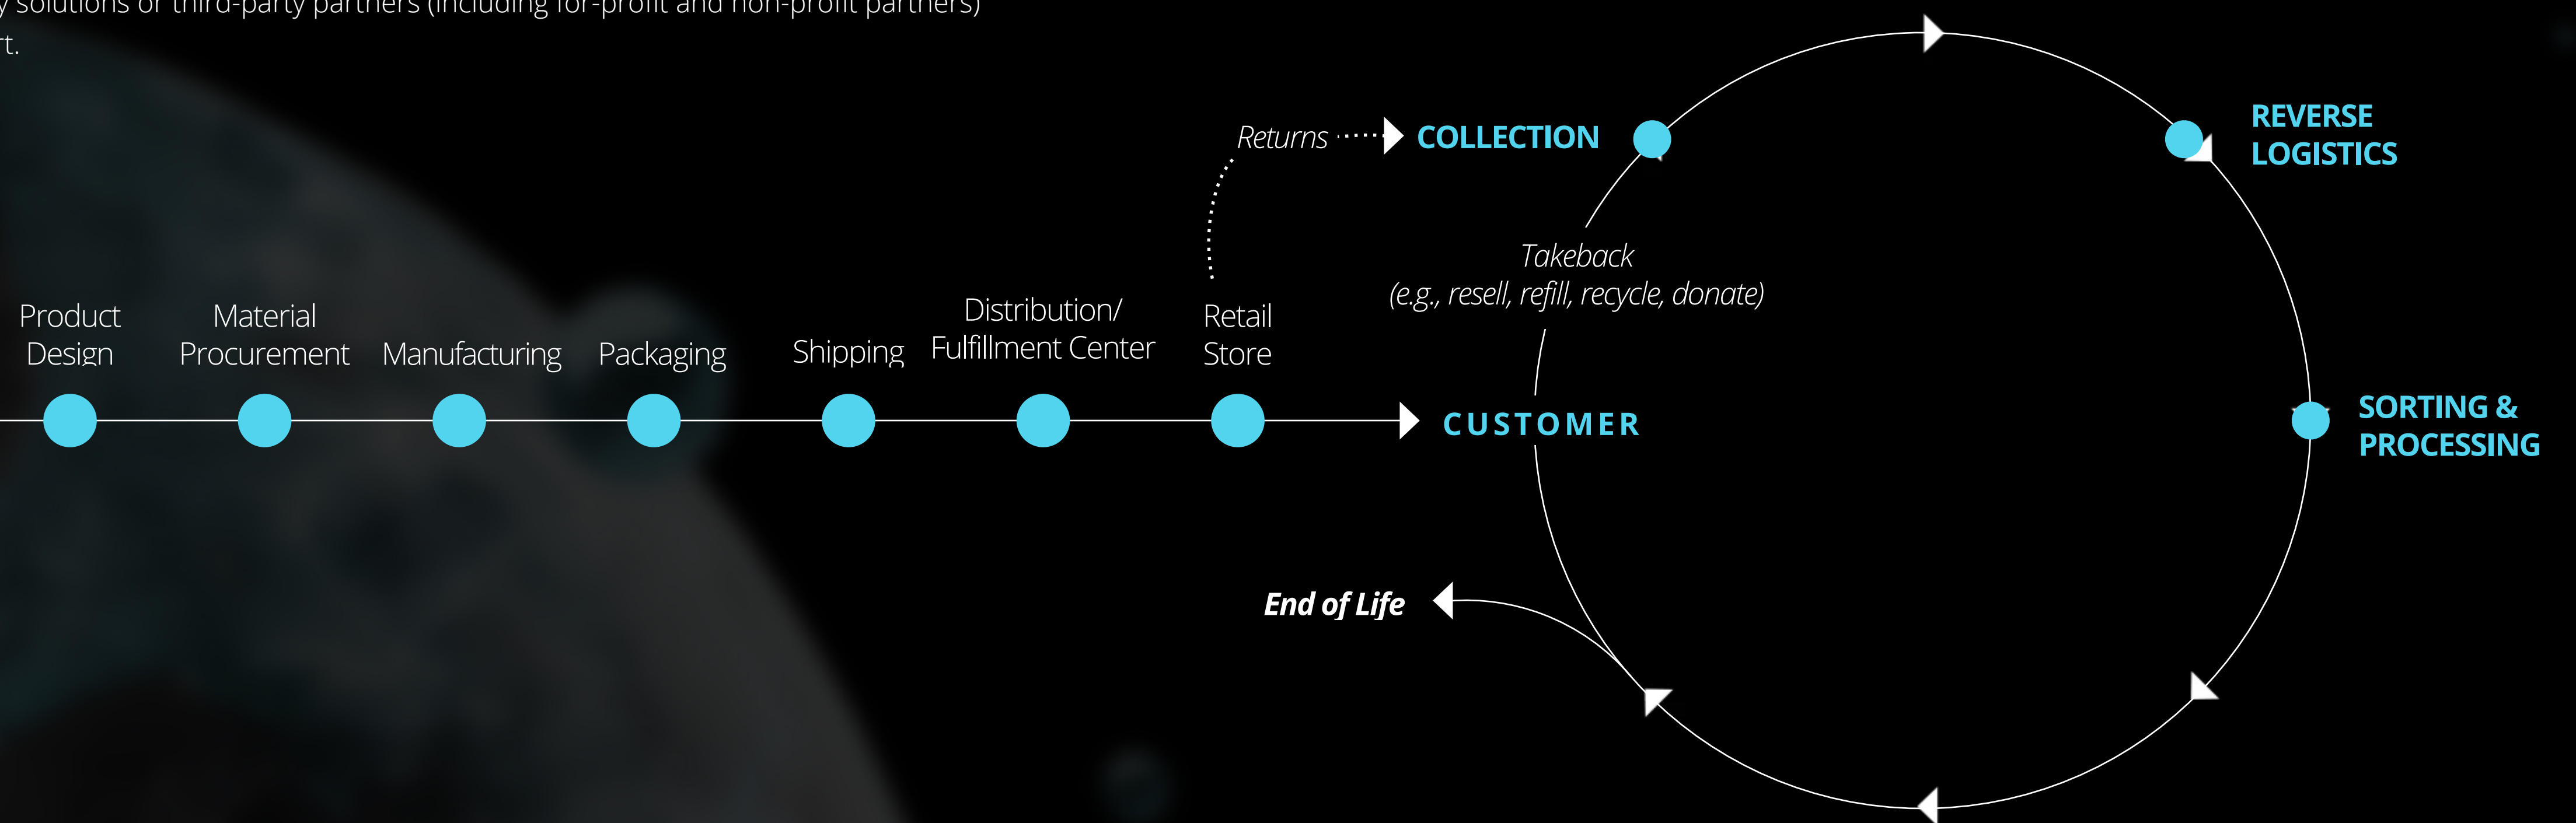 solutions or third-party partners (including for-profit and non-profit partners)
Returns
COLLECTION
REVERSE
LOGISTICS
Takeback
(e.g., resell, refill, recycle, donate)
Product
Design
Material
Procurement
Manufacturing
Packaging
Shipping
Distribution/
Fulfillment Center
Retail
Store
CUSTOMER
SORTING &
PROCESSING
End of Life